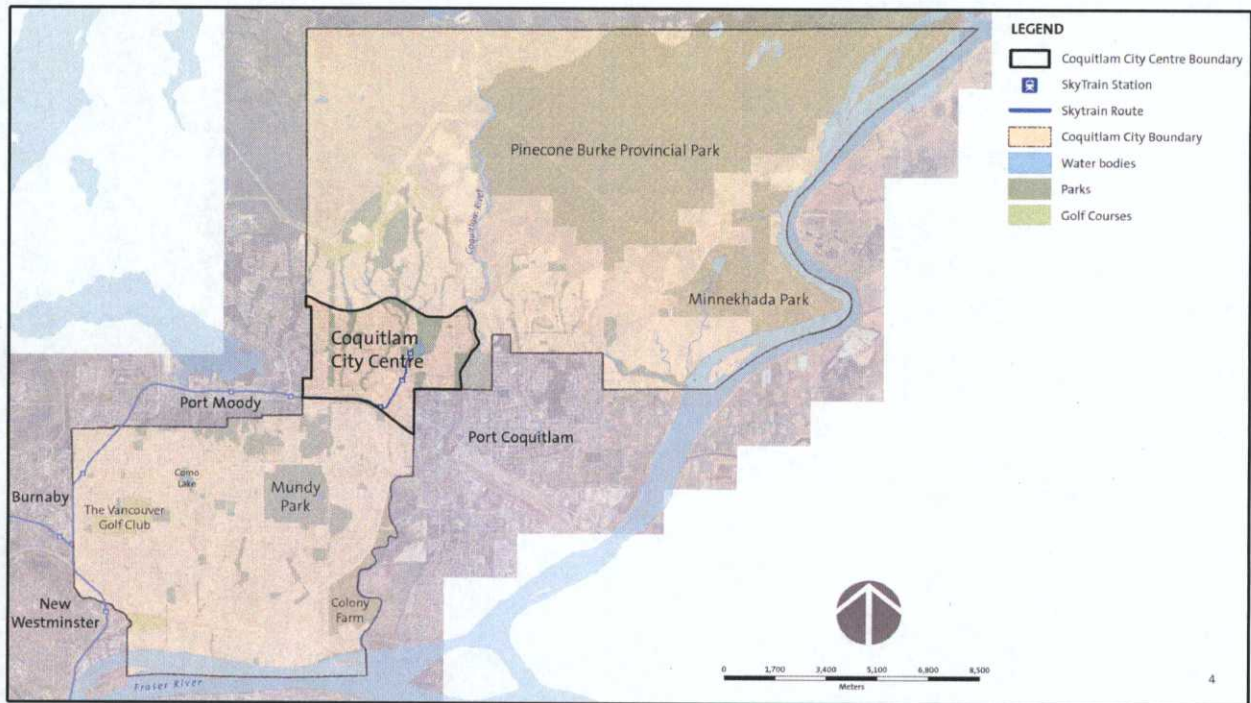 LEGEND
Coquitlam City Centre Boundary
SkyTrain Station
Skytrain Route
Coquitlam City Boundary
Water bodies
Parks
Golf Courses
Pinecone Burke Provincial Park
Coquitlam River
Minnekhada Park
Coquitlam
City Centre
Port Moody
Port Coquitlam
Como
Lake
Mundy
Park
Burnaby
The Vancouver
Golf Club
New
Westminster
Colony
Farm
Fraser River
0 1,700 3,400 5,100 6,800 8,500
Meters
4